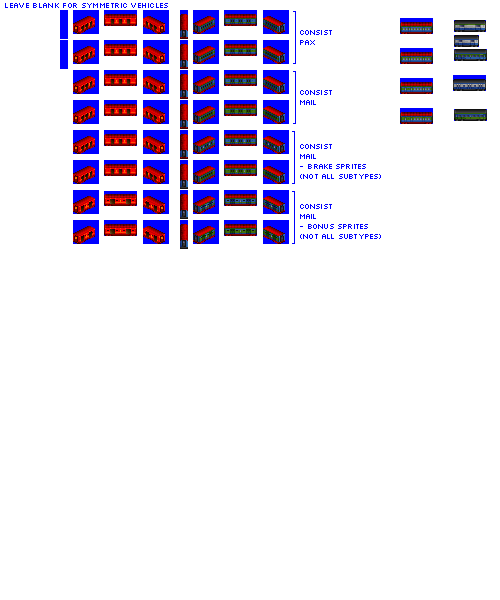 LEAVE BLANK FOR SYMMETRIC VEHICLES
CONSIST
PAX
CONSIST
MAIL
CONSIST
MAIL
- BRAKE SPRITES
(NOT ALL SUBTYPES)
CONSIST
MAIL
- BONUS SPRITES
(NOT ALL SUBTYPES)